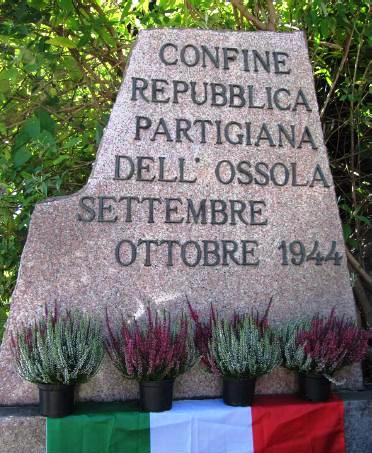 CONFINE
REPUBBLICA
PARTIGIANA
DELL' OSSOLA
SETTEMBRE
OTTOBRE 1944